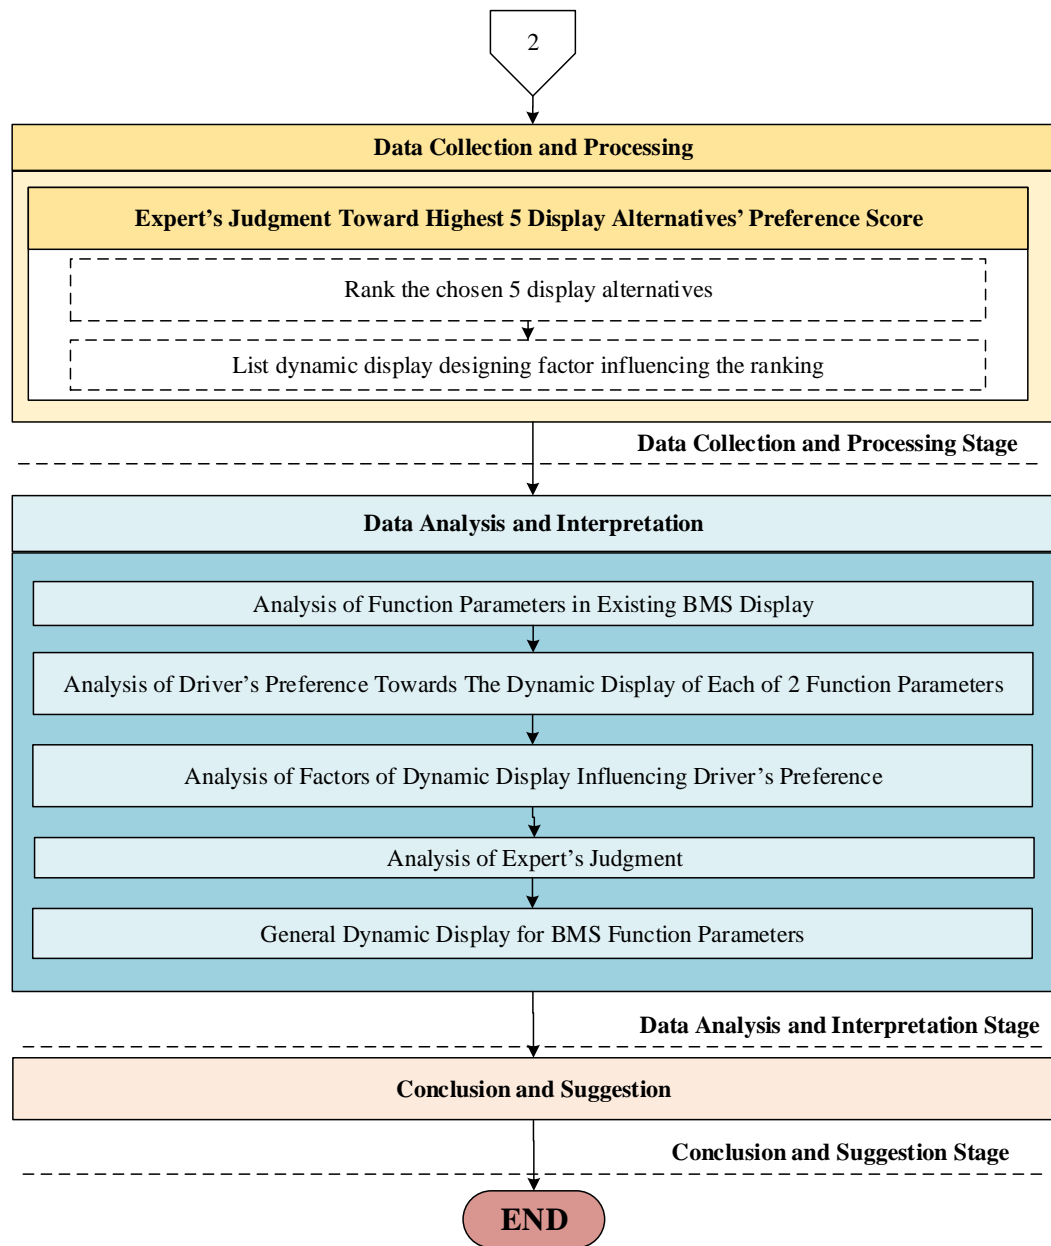 2
Data Collection and Processing
Expert’s Judgment Toward Highest 5 Display Alternatives’ Preference Score
Rank the chosen 5 display alternatives
List dynamic display designing factor influencing the ranking
Data Collection and Processing Stage
Data Analysis and Interpretation
Analysis of Function Parameters in Existing BMS Display
Analysis of Driver’s Preference Towards The Dynamic Display of Each of 2 Function Parameters
Analysis of Factors of Dynamic Display Influencing Driver’s Preference
Analysis of Expert’s Judgment
General Dynamic Display for BMS Function Parameters
Data Analysis and Interpretation Stage
Conclusion and Suggestion
Conclusion and Suggestion Stage
END